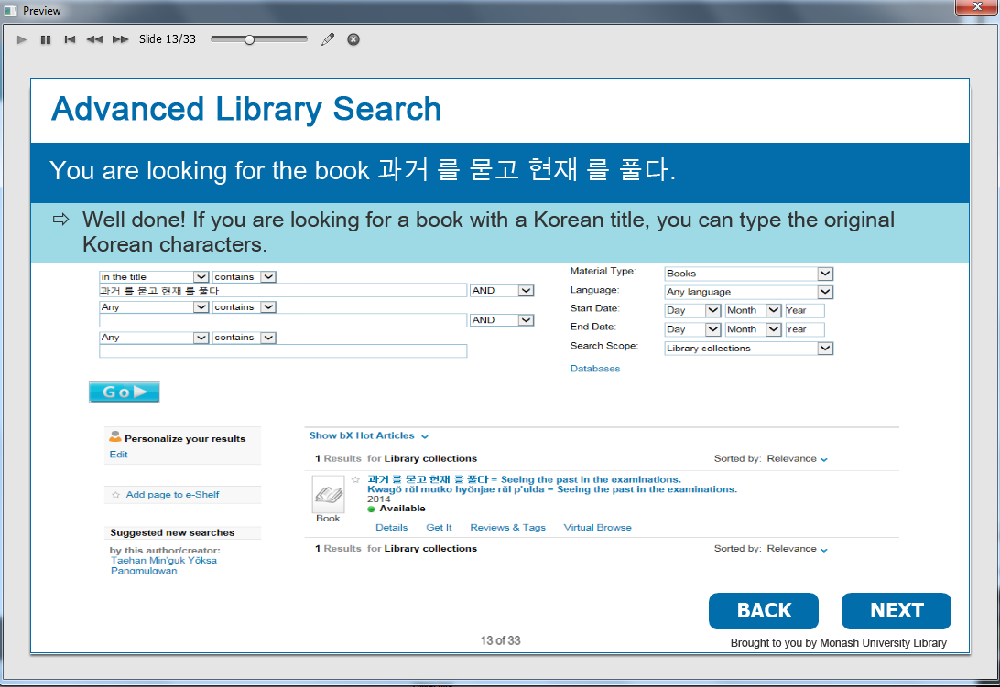 Preview
Slide 13/33
Advanced Library Search
You are looking for the book 과거 를 묻고 현재 를 풀다.
⇨ Well done! If you are looking for a book with a Korean title, you can type the original
Korean characters.
in the title contains
과거 를 묻고 현재 를 풀다 AND
Any contains
AND
Any contains
Material Type: Books
Language: Any language
Start Date: Day Month Year
End Date: Day Month Year
Search Scope: Library collections
Databases
Go
Personalize your results
Edit
Add page to e-Shelf
Suggested new searches
by this author/creator:
Taehan Min'guk Yŏksa
Pangmulgwan
Show bX Hot Articles
1 Results for Library collections Sorted by: Relevance
과거 를 묻고 현재 를 풀다 = Seeing the past in the examinations.
Kwagŏ rŭl mutko hyŏnjae rŭl p'ulda = Seeing the past in the examinations.
2014
Available
Book
Details Get It Reviews & Tags Virtual Browse
1 Results for Library collections Sorted by: Relevance
BACK NEXT
13 of 33
Brought to you by Monash University Library